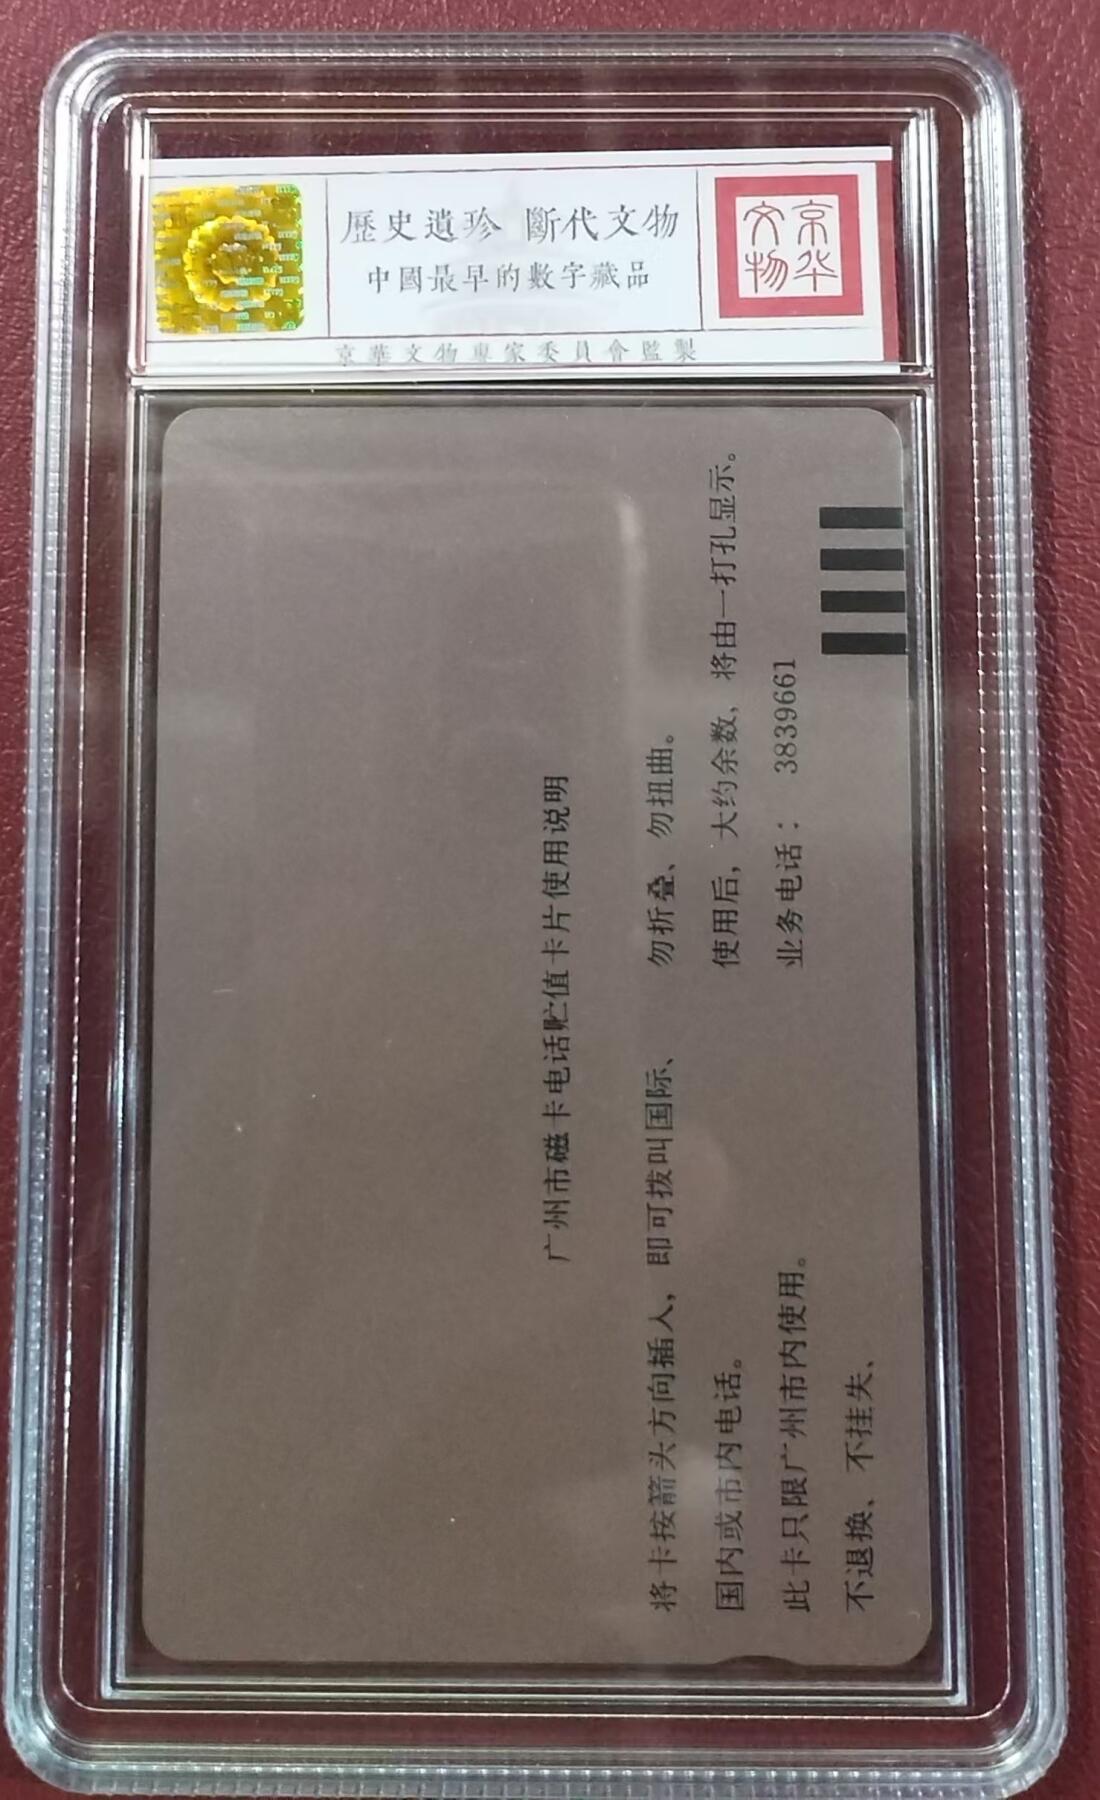 歷史遺珍 斷代文物
中國最早的數字藏品
京華文物專家委員會監製
京华
文物
广州市磁卡电话贮值卡片使用说明
将卡按箭头方向插入，即可拨叫国际、
国内或市内电话。
此卡只限广州市内使用。
不退换、不挂失、
勿折叠、勿扭曲。
使用后，大约余数，将由一打孔显示。
业务电话： 3839661